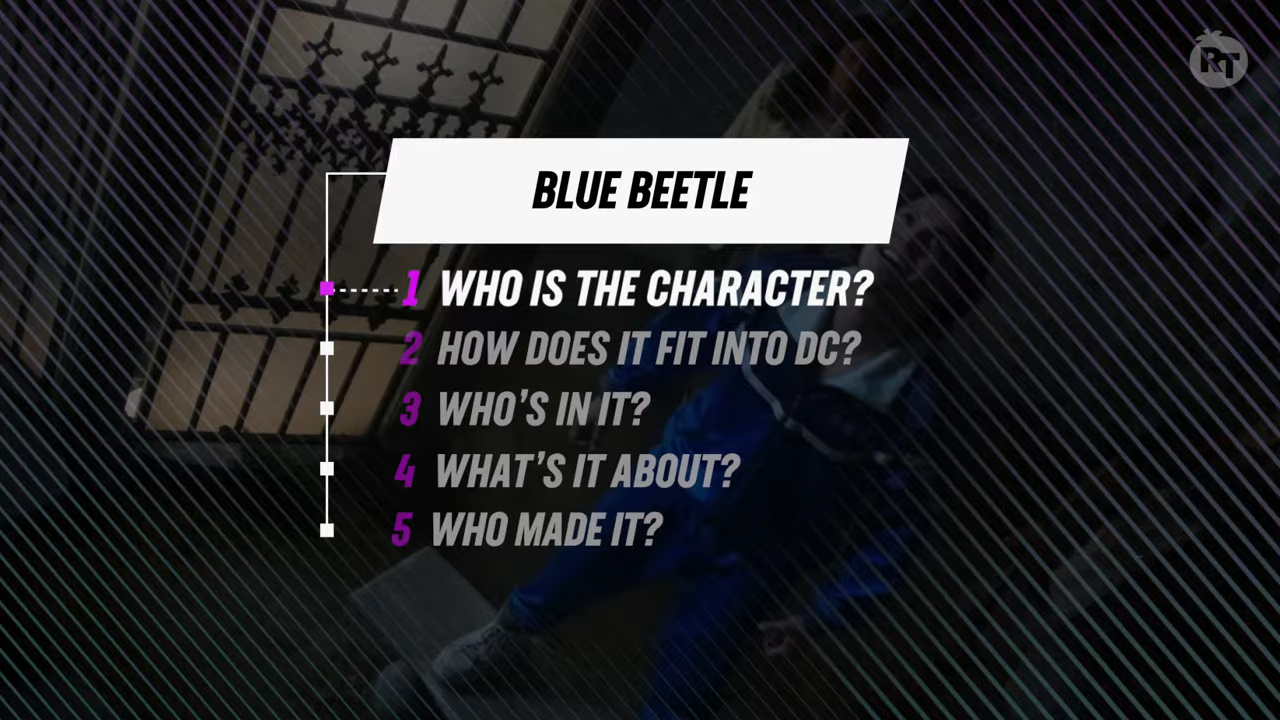 RT
BLUE BEETLE
1 WHO IS THE CHARACTER?
2 HOW DOES IT FIT INTO DC?
3 WHO'S IN IT?
4 WHAT'S IT ABOUT?
5 WHO MADE IT?